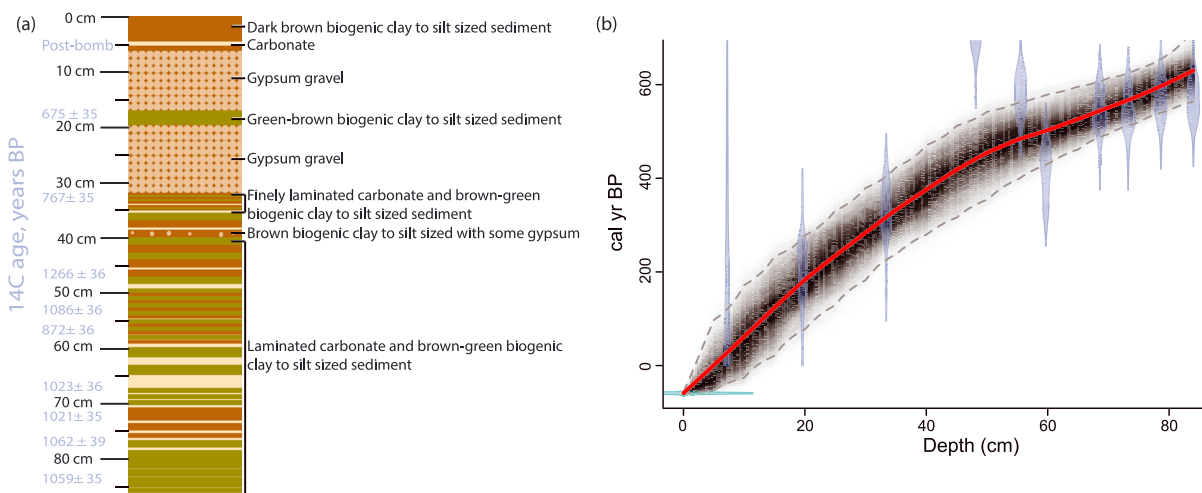 (a)
0 cm
Dark brown biogenic clay to silt sized sediment
Post-bomb
Carbonate
10 cm
Gypsum gravel
675 ± 35
Green-brown biogenic clay to silt sized sediment
20 cm
Gypsum gravel
30 cm
767± 35
Finely laminated carbonate and brown-green
biogenic clay to silt sized sediment
Brown biogenic clay to silt sized with some gypsum
40 cm
1266 ± 36
50 cm
1086± 36
872± 36
60 cm
Laminated carbonate and brown-green biogenic
clay to silt sized sediment
1023 ± 36
70 cm
1021± 35
1062 ± 39
80 cm
1059± 35
14C age, years BP
(b)
cal yr BP
600
400
200
0
0
20
40
60
80
Depth (cm)